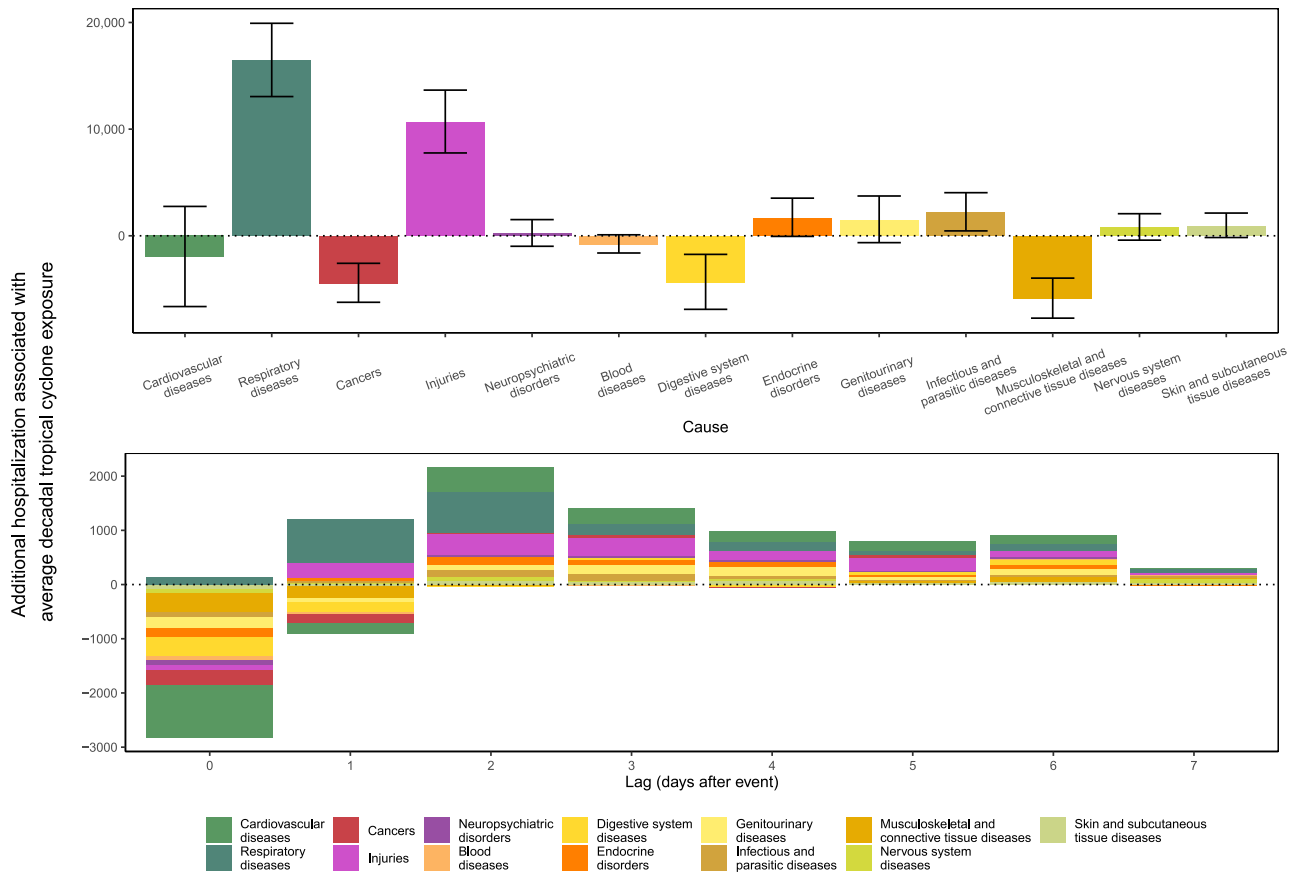 Additional hospitalization associated with
average decadal tropical cyclone exposure
20,000
10,000
0
Cardiovascular
diseases
Respiratory
diseases
Cancers
Injuries
Neuropsychiatric
disorders
Blood
diseases
Digestive system
diseases
Endocrine
disorders
Genitourinary
diseases
Infectious and
parasitic diseases
Musculoskeletal and
connective tissue diseases
Nervous system
diseases
Skin and subcutaneous
tissue diseases
Cause
2000
1000
0
−1000
−2000
−3000
0 1 2 3 4 5 6 7
Lag (days after event)
Cardiovascular
diseases
Respiratory
diseases
Cancers
Injuries
Neuropsychiatric
disorders
Blood
diseases
Digestive system
diseases
Endocrine
disorders
Genitourinary
diseases
Infectious and
parasitic diseases
Musculoskeletal and
connective tissue diseases
Nervous system
diseases
Skin and subcutaneous
tissue diseases